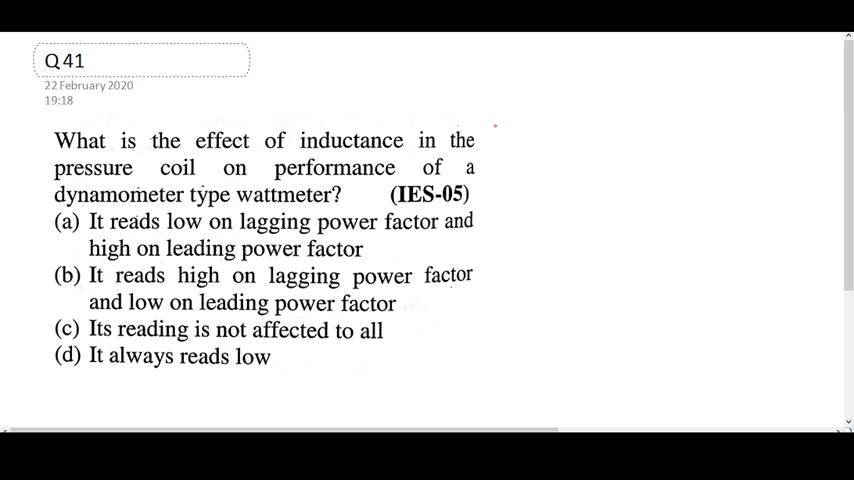 Q 41
22 February 2020
19:18
What is the effect of inductance in the
pressure coil on performance of a
dynamometer type wattmeter? (IES-05)
(a) It reads low on lagging power factor and
high on leading power factor
(b) It reads high on lagging power factor
and low on leading power factor
(c) Its reading is not affected to all
(d) It always reads low